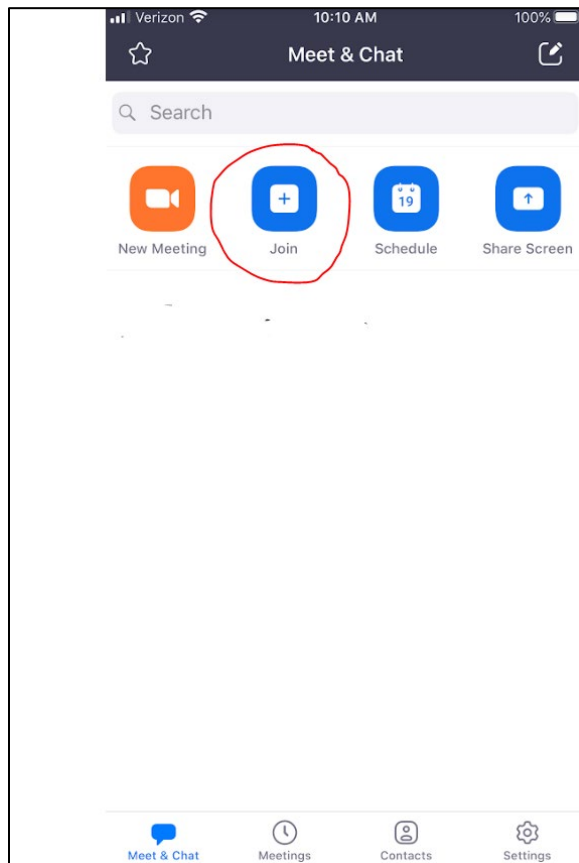 Verizon 10:10 AM 100%
Meet & Chat
Search
19
New Meeting Join Schedule Share Screen
Meet & Chat Meetings Contacts Settings